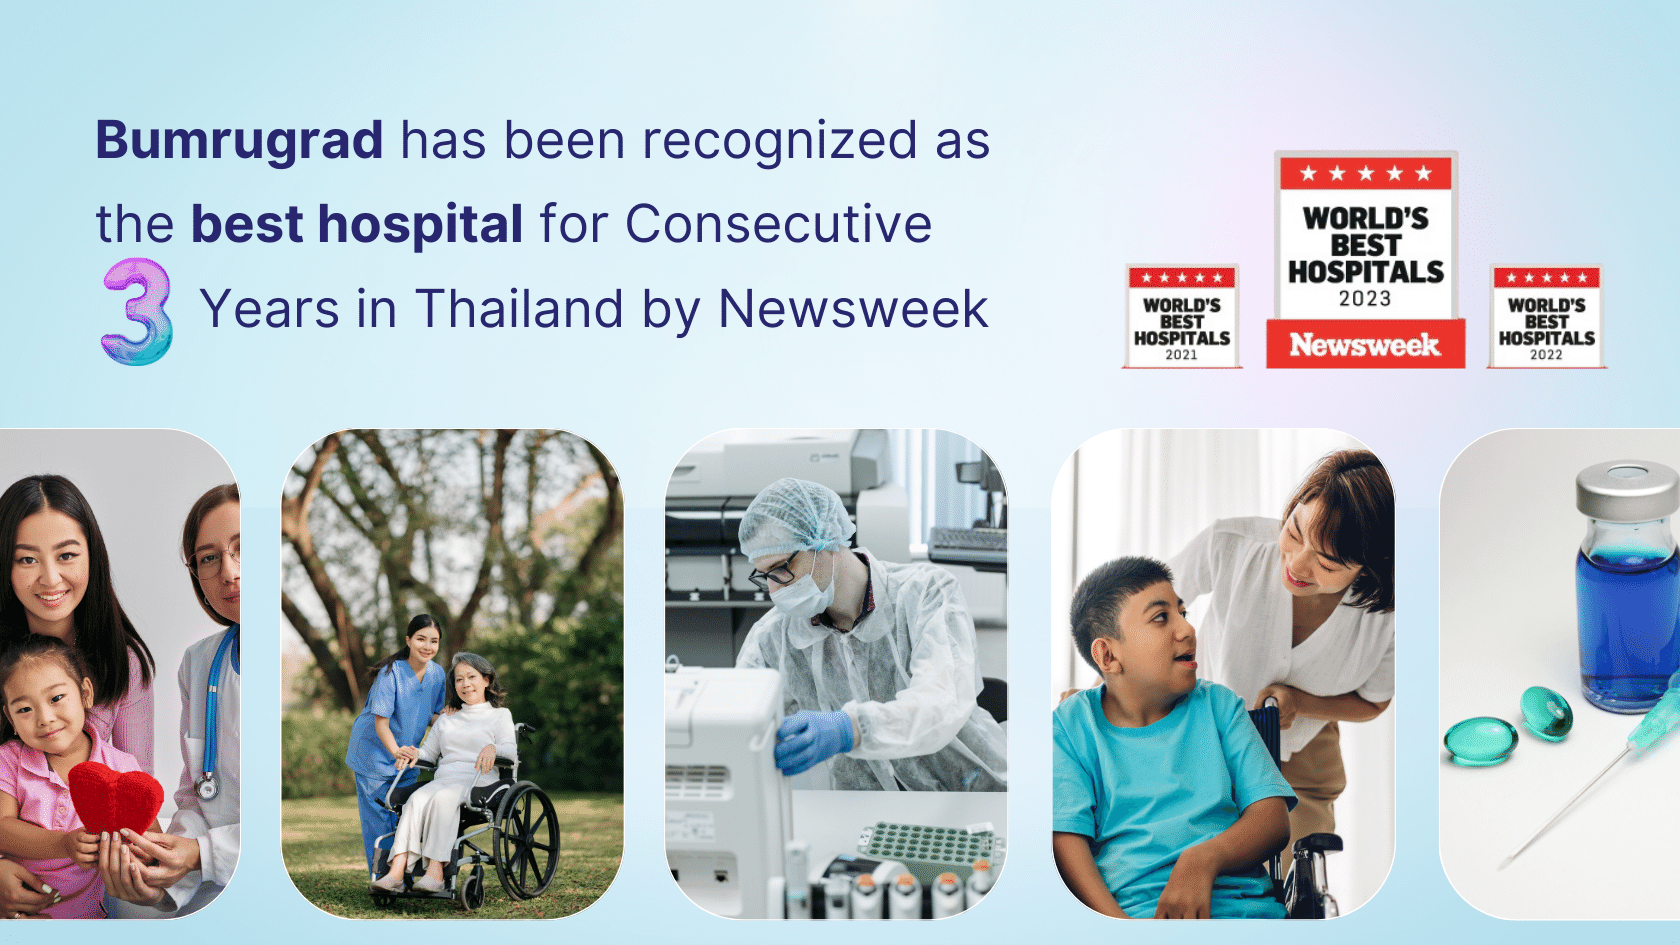 Bumrugrad has been recognized as
the best hospital for Consecutive
3 Years in Thailand by Newsweek
WORLD'S
BEST
HOSPITALS
2021
WORLD'S
BEST
HOSPITALS
2023
Newsweek
WORLD'S
BEST
HOSPITALS
2022